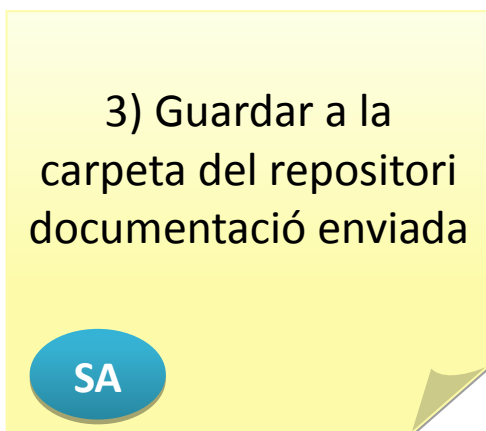 3) Guardar a la
carpeta del repositori
documentació enviada
SA